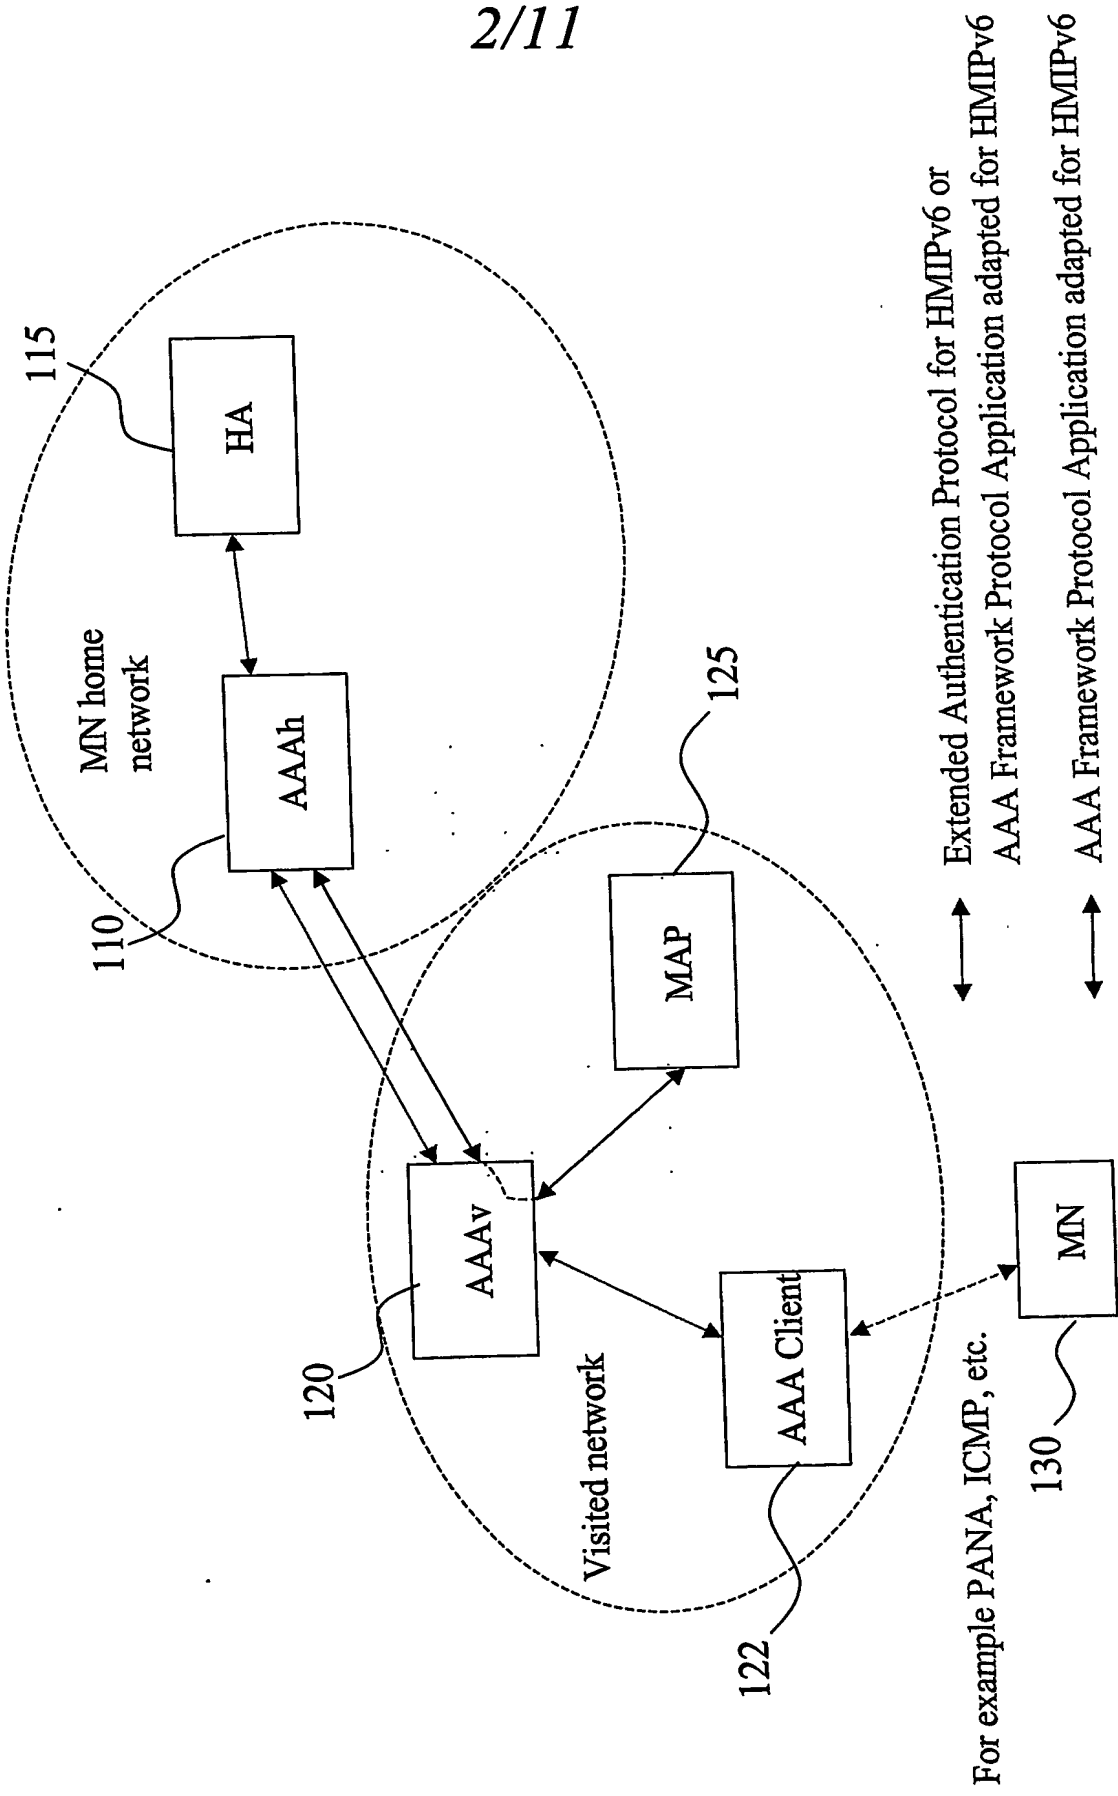 2/11
MN home
network
115
HA
110
AAAh
120
AAAv
MAP
125
Visited network
122
AAA Client
For example PANA, ICMP, etc.
130
MN
Extended Authentication Protocol for HMIPv6 or
AAA Framework Protocol Application adapted for HMIPv6
AAA Framework Protocol Application adapted for HMIPv6